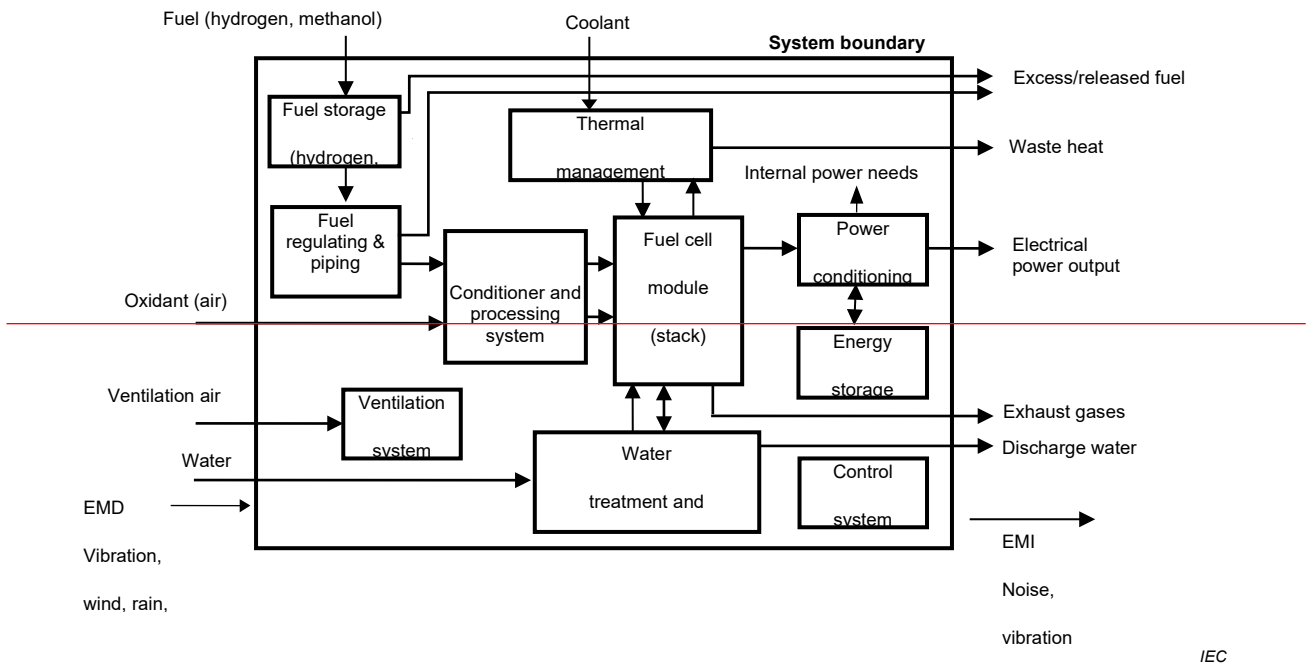 Fuel (hydrogen, methanol)
Coolant
System boundary
Excess/released fuel
Fuel storage
(hydrogen,
Thermal
management
Waste heat
Internal power needs
Fuel
regulating &
piping
Conditioner and
processing
system
Fuel cell
module
(stack)
Power
conditioning
Electrical
power output
Oxidant (air)
Energy
storage
Ventilation air
Ventilation
system
Exhaust gases
Discharge water
Water
Water
treatment and
Control
system
EMD
Vibration,
wind, rain,
EMI
Noise,
vibration
IEC